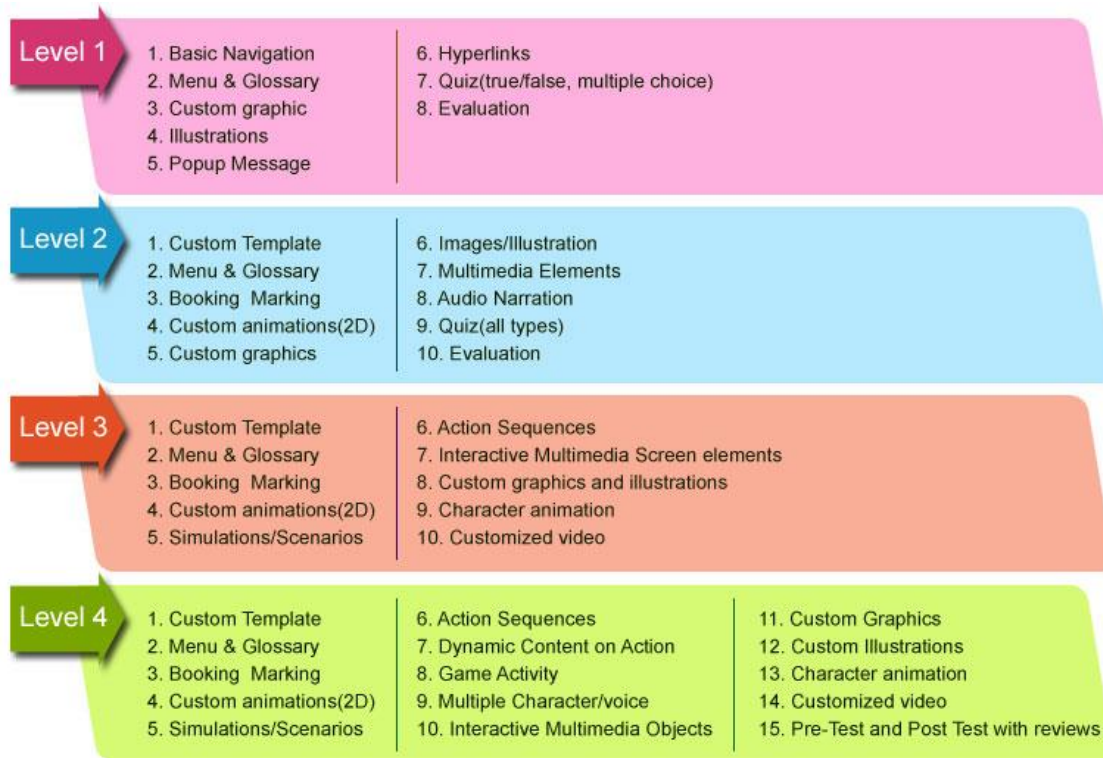 Level 1
1. Basic Navigation
2. Menu & Glossary
3. Custom graphic
4. Illustrations
5. Popup Message
6. Hyperlinks
7. Quiz(true/false, multiple choice)
8. Evaluation
Level 2
1. Custom Template
2. Menu & Glossary
3. Booking Marking
4. Custom animations(2D)
5. Custom graphics
6. Images/Illustration
7. Multimedia Elements
8. Audio Narration
9. Quiz(all types)
10. Evaluation
Level 3
1. Custom Template
2. Menu & Glossary
3. Booking Marking
4. Custom animations(2D)
5. Simulations/Scenarios
6. Action Sequences
7. Interactive Multimedia Screen elements
8. Custom graphics and illustrations
9. Character animation
10. Customized video
Level 4
1. Custom Template
2. Menu & Glossary
3. Booking Marking
4. Custom animations(2D)
5. Simulations/Scenarios
6. Action Sequences
7. Dynamic Content on Action
8. Game Activity
9. Multiple Character/voice
10. Interactive Multimedia Objects
11. Custom Graphics
12. Custom Illustrations
13. Character animation
14. Customized video
15. Pre-Test and Post Test with reviews